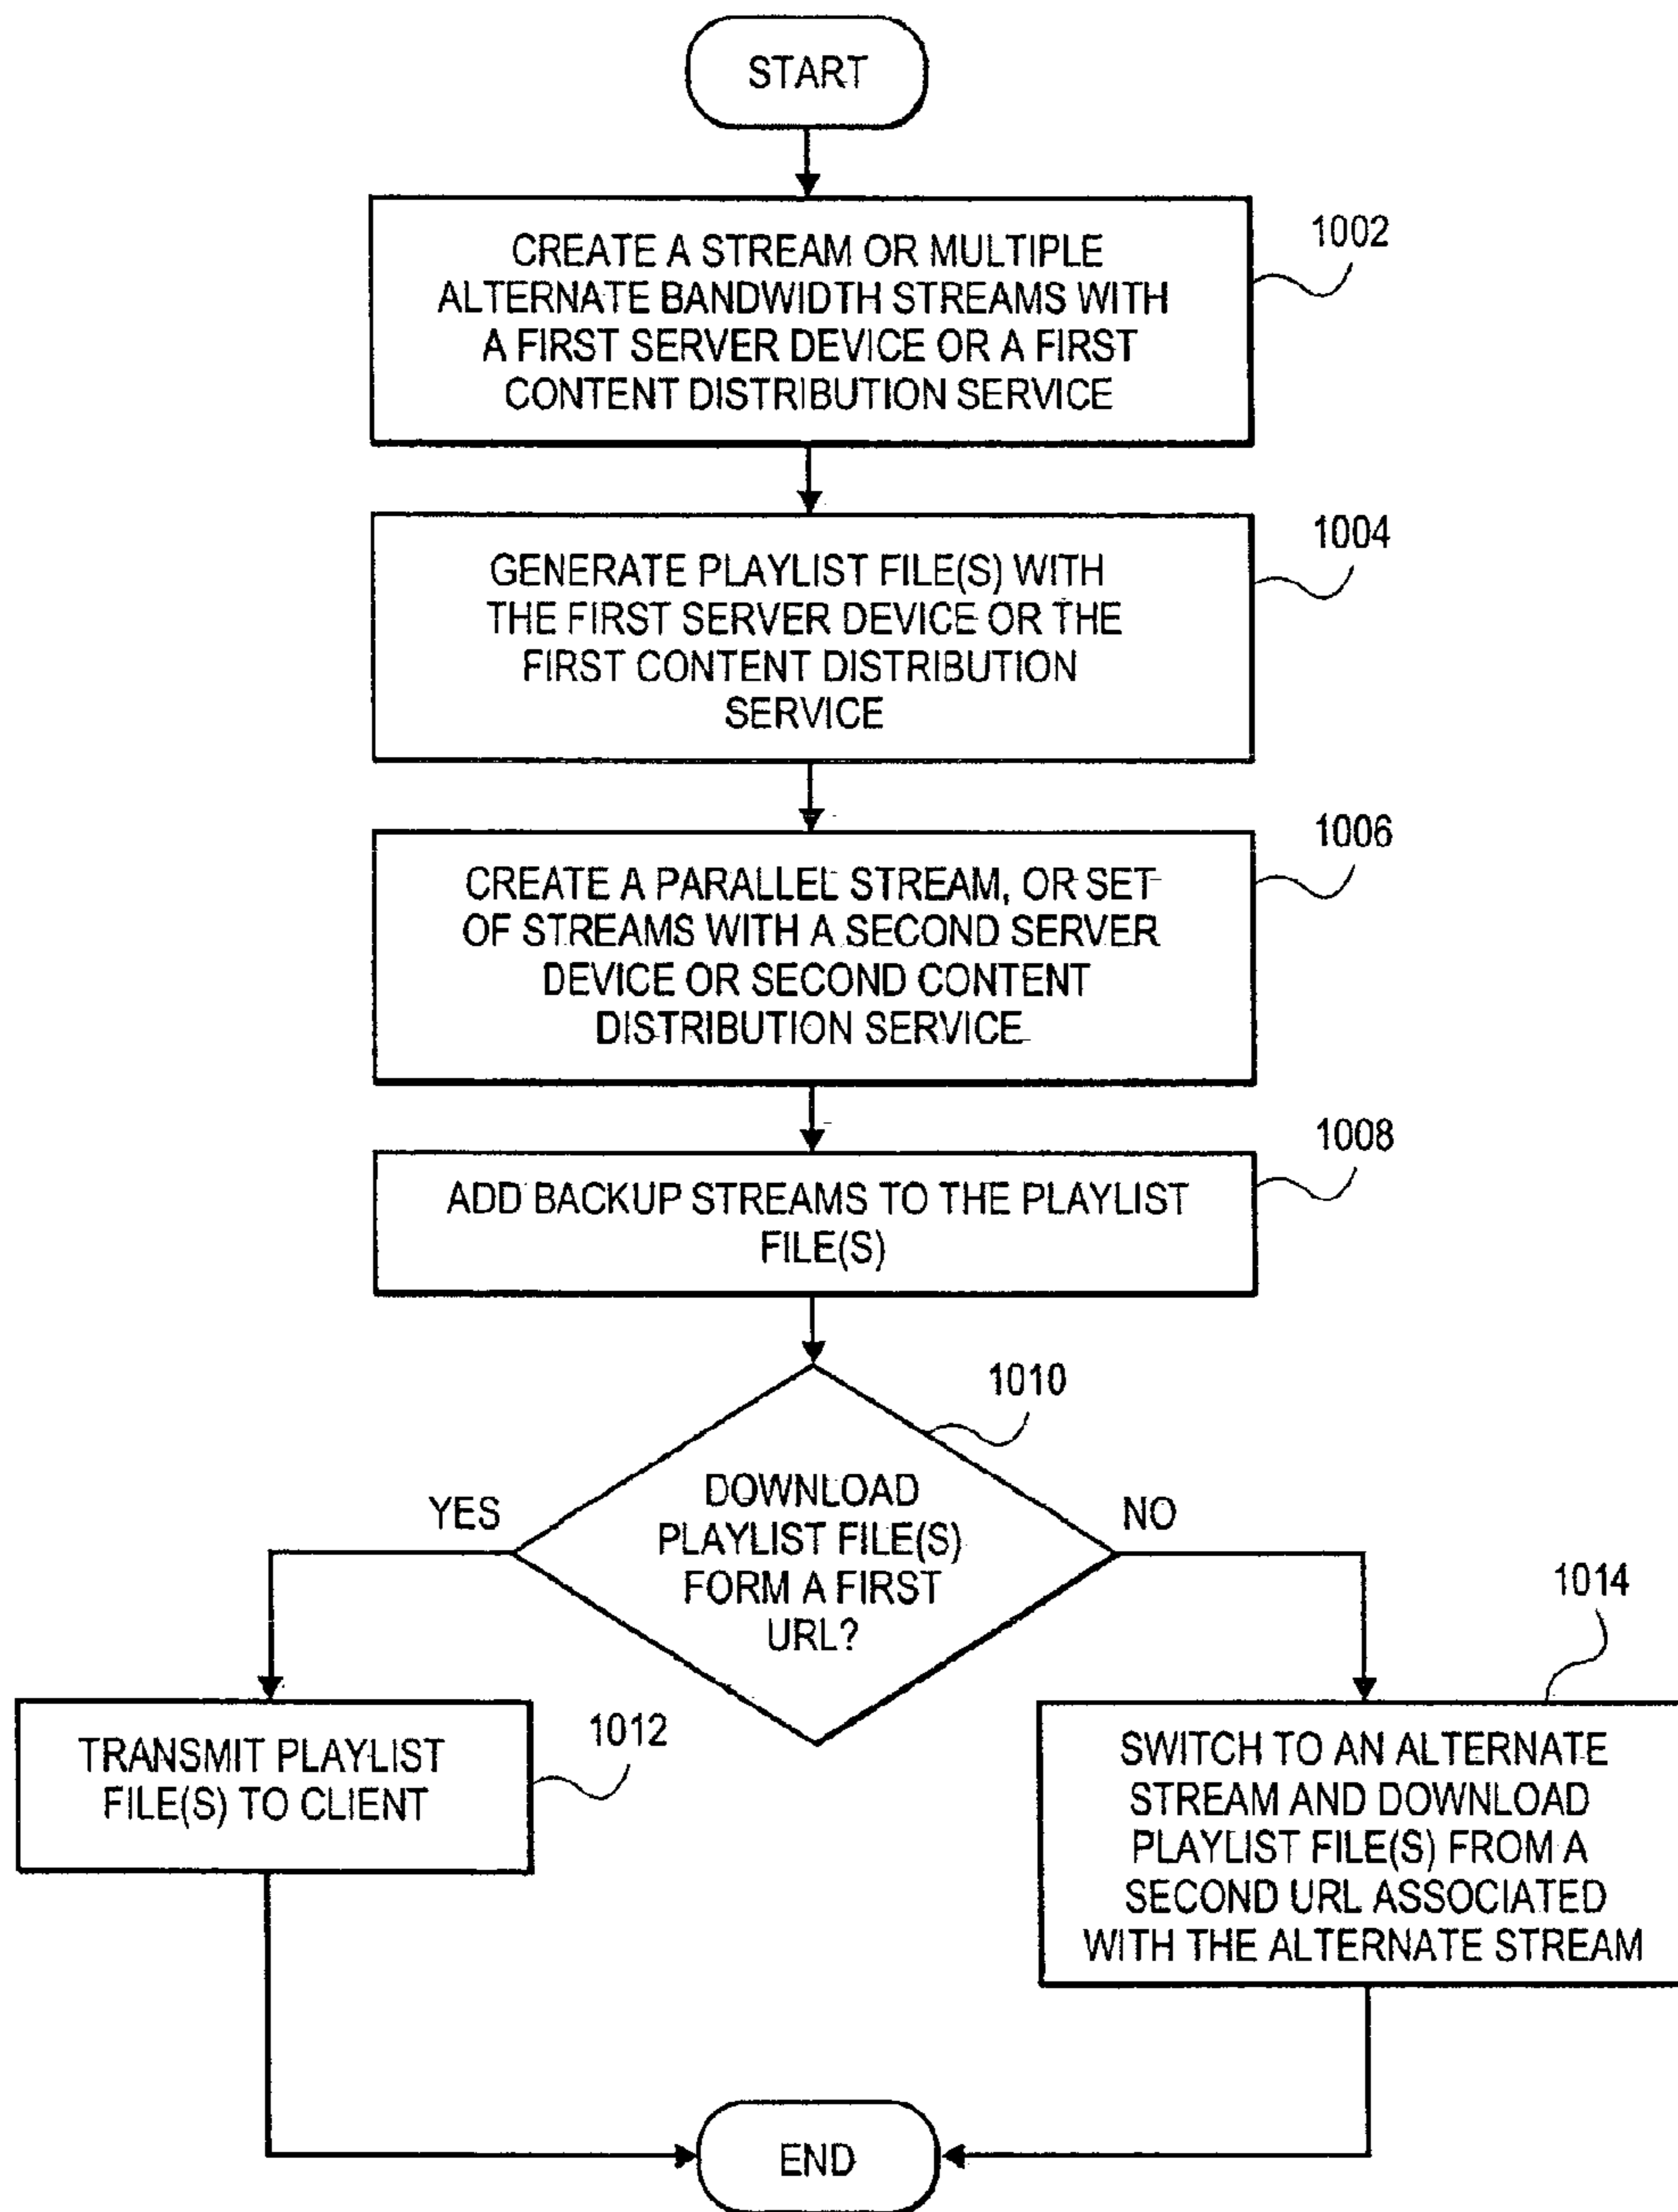 START
CREATE A STREAM OR MULTIPLE
ALTERNATE BANDWIDTH STREAMS WITH
A FIRST SERVER DEVICE OR A FIRST
CONTENT DISTRIBUTION SERVICE
1002
GENERATE PLAYLIST FILE(S) WITH
THE FIRST SERVER DEVICE OR THE
FIRST CONTENT DISTRIBUTION
SERVICE
1004
CREATE A PARALLEL STREAM, OR SET
OF STREAMS WITH A SECOND SERVER
DEVICE OR SECOND CONTENT
DISTRIBUTION SERVICE
1006
ADD BACKUP STREAMS TO THE PLAYLIST
FILE(S)
1008
1010
DOWNLOAD
PLAYLIST FILE(S)
FORM A FIRST
URL?
YES
NO
TRANSMIT PLAYLIST
FILE(S) TO CLIENT
1012
1014
SWITCH TO AN ALTERNATE
STREAM AND DOWNLOAD
PLAYLIST FILE(S) FROM A
SECOND URL ASSOCIATED
WITH THE ALTERNATE STREAM
END